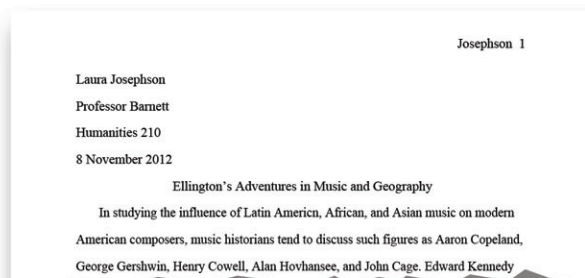 Josephson 1
Laura Josephson
Professor Barnett
Humanities 210
8 November 2012
Ellington's Adventures in Music and Geography
In studying the influence of Latin Americn, African, and Asian music on modern
American composers, music historians tend to discuss such figures as Aaron Copeland,
George Gershwin, Henry Cowell, Alan Hovhansee, and John Cage. Edward Kennedy